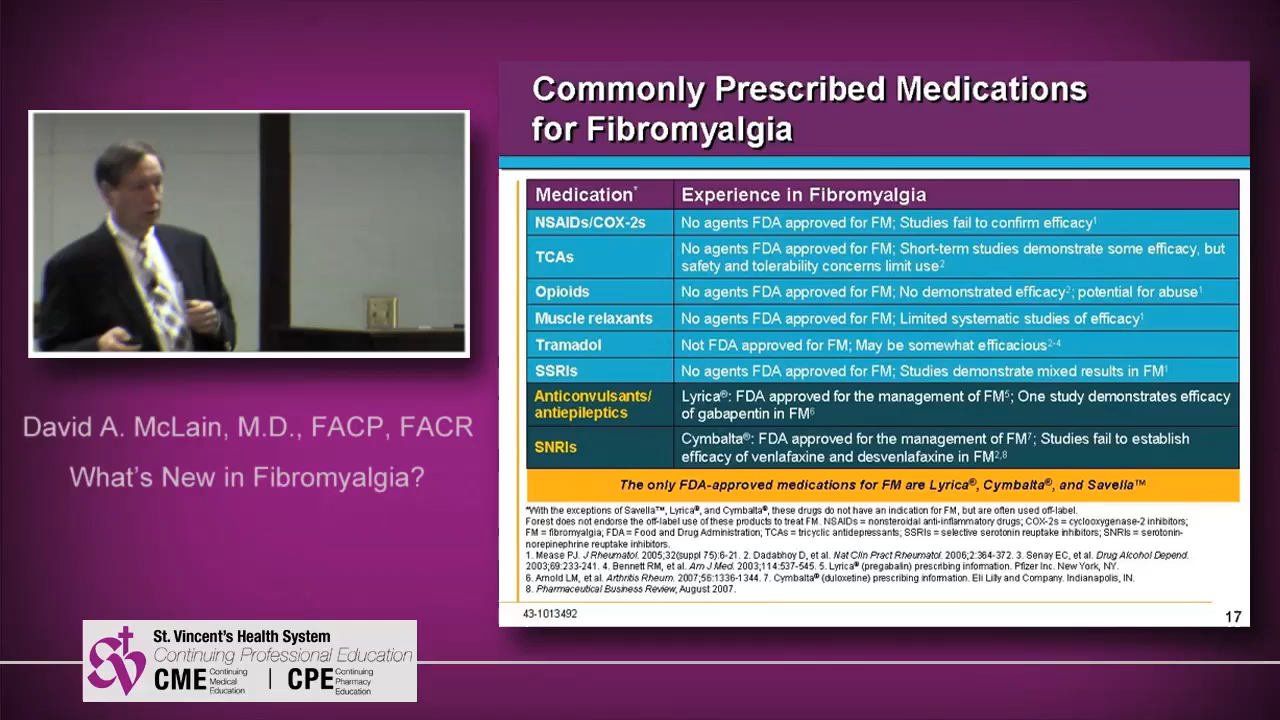 Commonly Prescribed Medications
for Fibromyalgia
Medication* Experience in Fibromyalgia
NSAIDs/COX-2s No agents FDA approved for FM; Studies fail to confirm efficacy1
TCAs No agents FDA approved for FM; Short-term studies demonstrate some efficacy, but
safety and tolerability concerns limit use2
Opioids No agents FDA approved for FM; No demonstrated efficacy2; potential for abuse1
Muscle relaxants No agents FDA approved for FM; Limited systematic studies of efficacy1
Tramadol Not FDA approved for FM; May be somewhat efficacious2-4
SSRIs No agents FDA approved for FM; Studies demonstrate mixed results in FM1
Anticonvulsants/
antiepileptics
Lyrica®: FDA approved for the management of FM5; One study demonstrates efficacy
of gabapentin in FM6
SNRIs Cymbalta®: FDA approved for the management of FM7; Studies fail to establish
efficacy of venlafaxine and desvenlafaxine in FM2,8
The only FDA-approved medications for FM are Lyrica®, Cymbalta®, and Savella™
*With the exceptions of Savella™, Lyrica®, and Cymbalta®, these drugs do not have an indication for FM, but are often used off-label.
Forest does not endorse the off-label use of these products to treat FM. NSAIDs = nonsteroidal anti-inflammatory drugs; COX-2s = cyclooxygenase-2 inhibitors;
FM = fibromyalgia; FDA = Food and Drug Administration; TCAs = tricyclic antidepressants; SSRIs = selective serotonin reuptake inhibitors; SNRIs = serotonin-
norepinephrine reuptake inhibitors.
1. Mease PJ. J Rheumatol. 2005;32(suppl 75):6-21. 2. Dadabhoy D, et al. Nat Clin Pract Rheumatol. 2006;2:364-372. 3. Senay EC, et al. Drug Alcohol Depend.
2003;69:233-241. 4. Bennett RM, et al. Am J Med. 2003;114:537-545. 5. Lyrica® (pregabalin) prescribing information. Pfizer Inc. New York, NY.
6. Arnold LM, et al. Arthritis Rheum. 2007;56:1336-1344. 7. Cymbalta® (duloxetine) prescribing information. Eli Lilly and Company. Indianapolis, IN.
8. Pharmaceutical Business Review, August 2007.
43-1013492
17
David A. McLain, M.D., FACP, FACR
What's New in Fibromyalgia?
St. Vincent's Health System
Continuing Professional Education
CME Continuing Medical Education | CPE Continuing Pharmacy Education